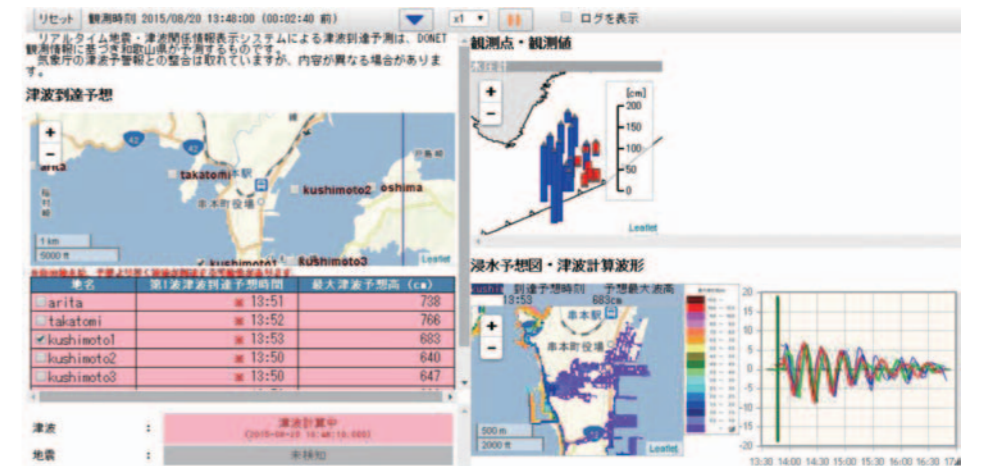 リセット 観測時刻 2015/08/20 13:48:00 (00:02:40 前) x1 ログを表示
リアルタイム地震・津波関係情報表示システムによる津波到達予測は、DONET
観測情報に基づき和歌山県が予測するものです。
気象庁の津波予警報との整合は取れていますが、内容が異なる場合がありま
す。
津波到達予想
+
−
42
42
arita
takatomi
本駅
串本町役場
kushimoto2
oshima
kushimoto1
kushimoto3
1 km
5000 ft
Leaflet
地名 第1波津波到達予想時間 最大津波予想高 (cm)
arita 13:51 738
takatomi 13:52 766
kushimoto1 13:53 683
kushimoto2 13:50 640
kushimoto3 13:50 647
津波 : 津波計算中
地震 : 未検知
観測点・観測値
+
−
[cm]
200
150
100
50
0
Leaflet
浸水予想図・津波計算波形
到達予想時刻 予想最大波高
13:53 683cm
+
−
串本駅
串本町役場
500 m
2000 ft
Leaflet
20
15
10
5
0
-5
-10
-15
-20
13:30 14:00 14:30 15:00 15:30 16:00 16:30